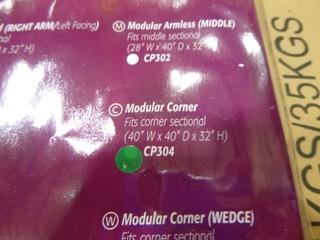 (RIGHT ARM/Left Facing)
x 32" H)
Ⓜ Modular Armless (MIDDLE)
Fits middle sectional
(28" W x 40" D x 32"
CP302
Ⓒ Modular Corner
Fits corner sectional
(40" W x 40" D x 32" H)
CP304
Ⓦ Modular Corner (WEDGE)
Fits corner sectional
KGS/35KGS